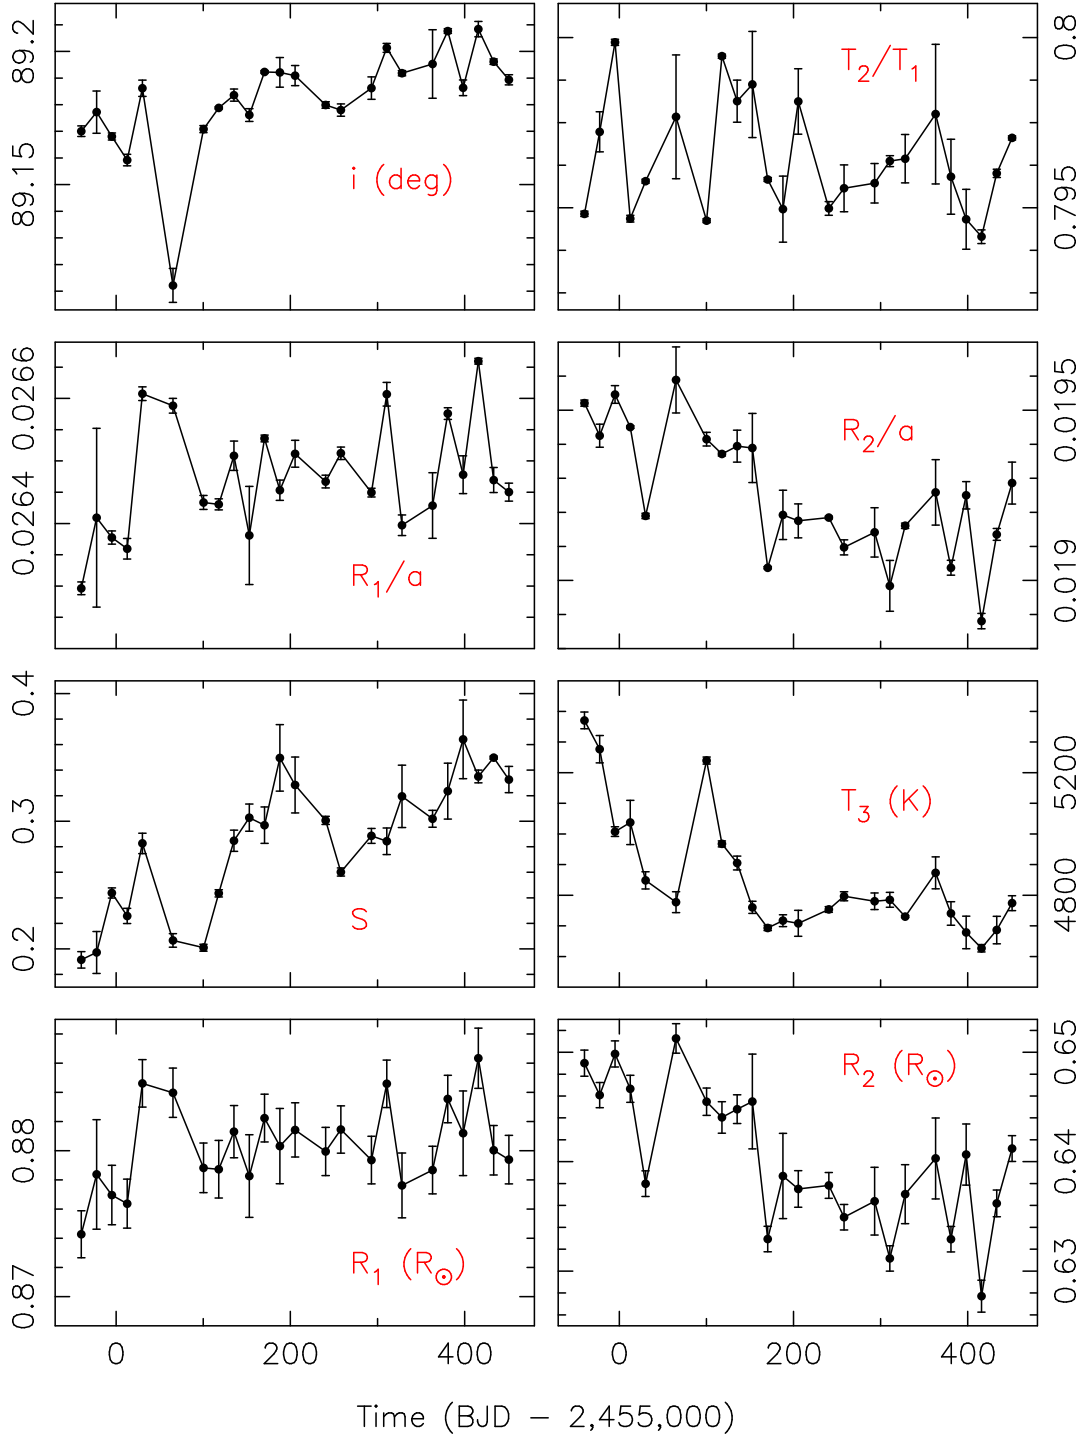 89.2
89.15
i (deg)
0.8
0.795
T2/T1
0.0266
0.0264
R1/a
0.0195
0.019
R2/a
0.4
0.3
0.2
S
5200
4800
T3 (K)
0.88
0.87
R1 (R⊙)
0.65
0.64
0.63
R2 (R⊙)
0 200 400
0 200 400
Time (BJD − 2,455,000)